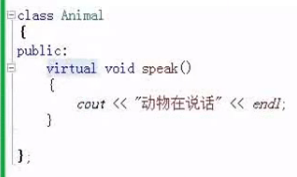 class Animal
{
public:
virtual void speak()
{
cout << "动物在说话" << endl;
}
};